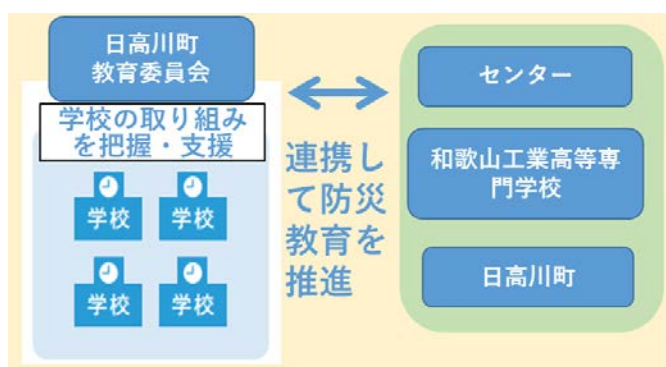 日高川町
教育委員会
学校の取り組み
を把握・支援
学校
学校
学校
学校
連携し
て防災
教育を
推進
センター
和歌山工業高等専
門学校
日高川町